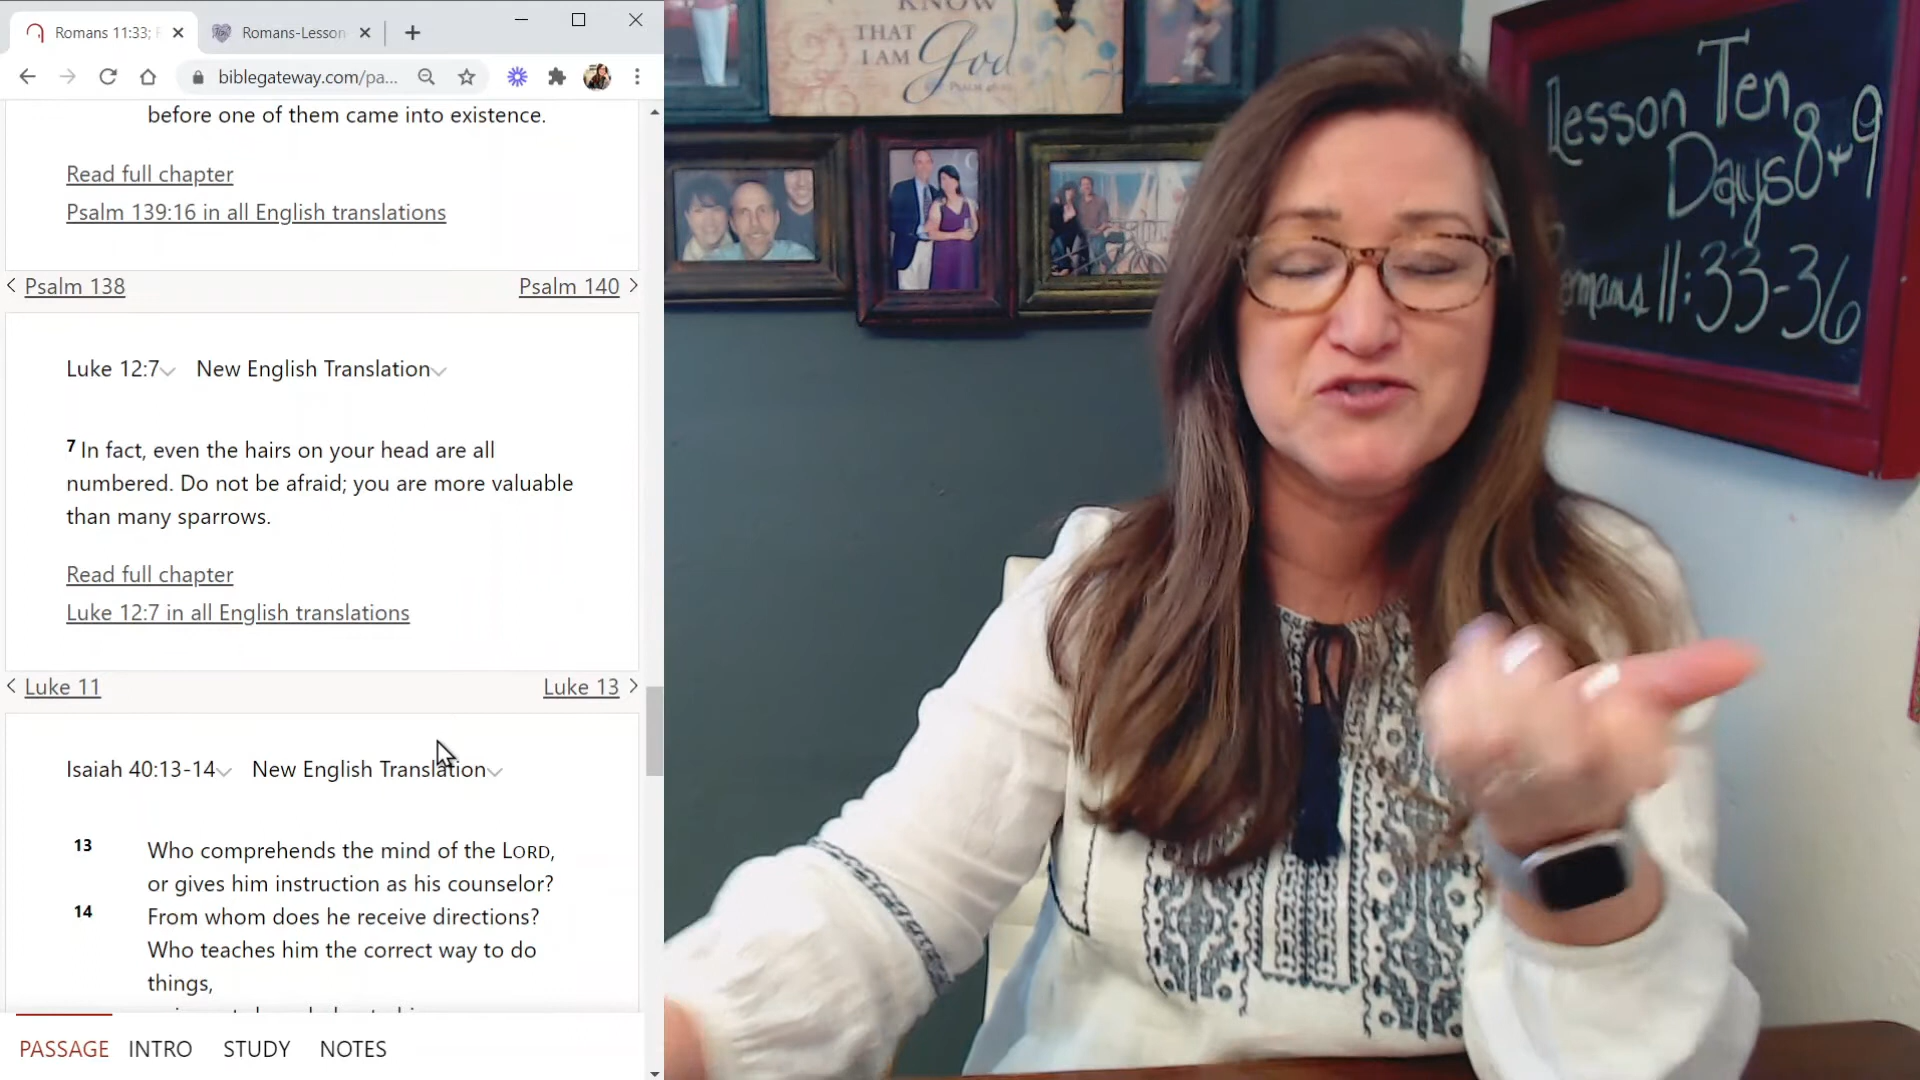 Romans 11:33;
Romans-Lesson
biblegateway.com/pa...
before one of them came into existence.
Read full chapter
Psalm 139:16 in all English translations
Psalm 138
Psalm 140
Luke 12:7
New English Translation
7 In fact, even the hairs on your head are all
numbered. Do not be afraid; you are more valuable
than many sparrows.
Read full chapter
Luke 12:7 in all English translations
Luke 11
Luke 13
Isaiah 40:13-14
New English Translation
13 Who comprehends the mind of the LORD,
or gives him instruction as his counselor?
14 From whom does he receive directions?
Who teaches him the correct way to do
things,
PASSAGE INTRO STUDY NOTES
KNOW
THAT
I AM God
Lesson Ten
Days 8+9
11:33-36